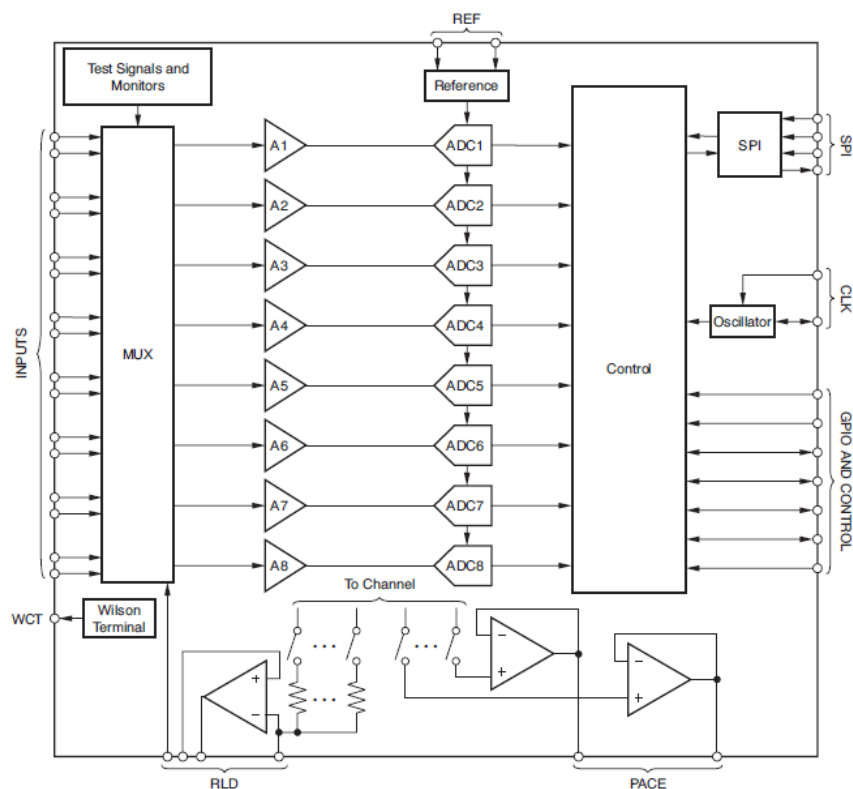 REF
Test Signals and
Monitors
Reference
A1
ADC1
SPI
SPI
A2
ADC2
A3
ADC3
CLK
A4
ADC4
Oscillator
INPUTS
MUX
Control
A5
ADC5
A6
ADC6
GPIO AND CONTROL
A7
ADC7
A8
ADC8
To Channel
WCT
Wilson
Terminal
... ...
− −
+ + +
... ...
−
RLD
PACE